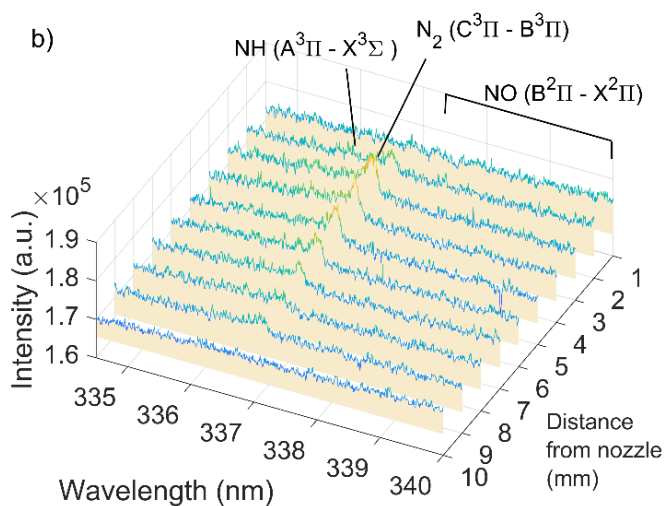 b)
NH (A³Π - X³Σ )
N₂ (C³Π - B³Π)
NO (B²Π - X²Π)
×10⁵
1.9
1.8
1.7
1.6
Intensity (a.u.)
335
336
337
338
339
340
Wavelength (nm)
1
2
3
4
5
6
7
8
9
10
Distance
from nozzle
(mm)